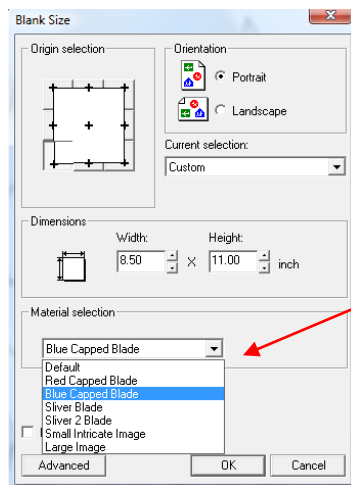 Blank Size
Origin selection
Orientation
Portrait
Landscape
Current selection:
Custom
Dimensions
Width:
Height:
8.50
11.00
inch
Material selection
Blue Capped Blade
Default
Red Capped Blade
Blue Capped Blade
Sliver Blade
Sliver 2 Blade
Small Intricate Image
Large Image
Advanced
OK
Cancel